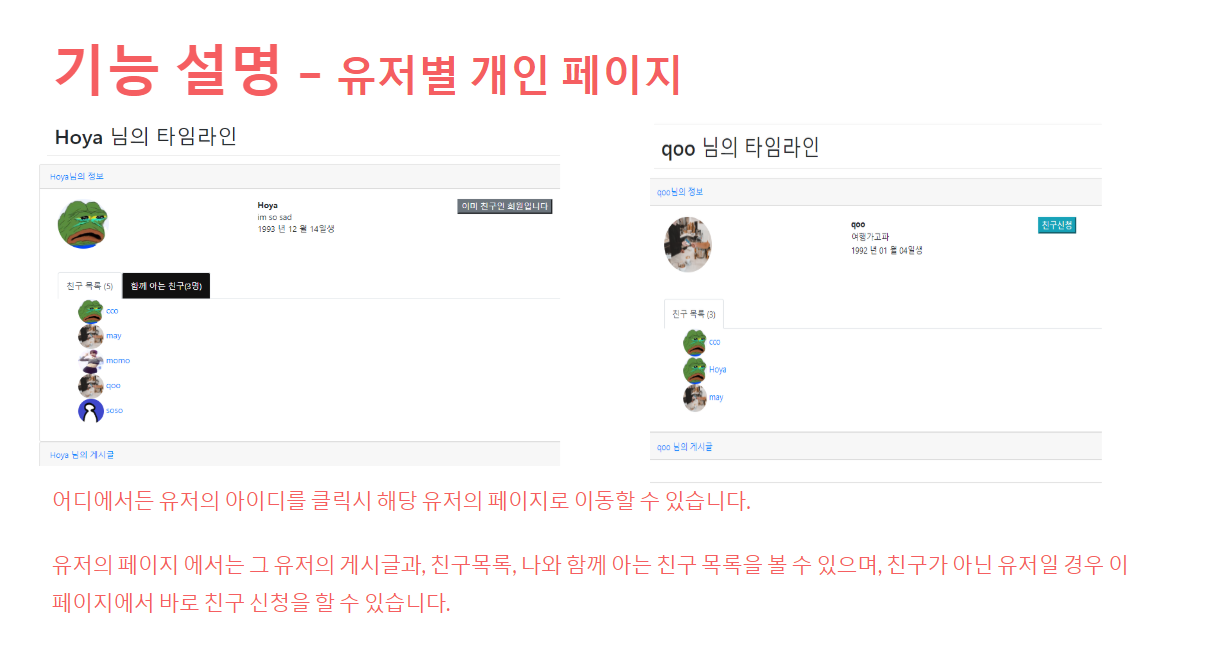 기능 설명 – 유저별 개인 페이지
Hoya 님의 타임라인
Hoya님의 정보
Hoya
im so sad
1993 년 12 월 14일생
이미 친구인 회원입니다
친구 목록 (5)
함께 아는 친구(3명)
cco
may
momo
qoo
soso
Hoya 님의 게시글
qoo 님의 타임라인
qoo님의 정보
qoo
여행가고파
1992 년 01 월 04일생
친구신청
친구 목록 (3)
cco
Hoya
may
qoo 님의 게시글
어디에서든 유저의 아이디를 클릭시 해당 유저의 페이지로 이동할 수 있습니다.
유저의 페이지 에서는 그 유저의 게시글과, 친구목록, 나와 함께 아는 친구 목록을 볼 수 있으며, 친구가 아닌 유저일 경우 이
페이지에서 바로 친구 신청을 할 수 있습니다.